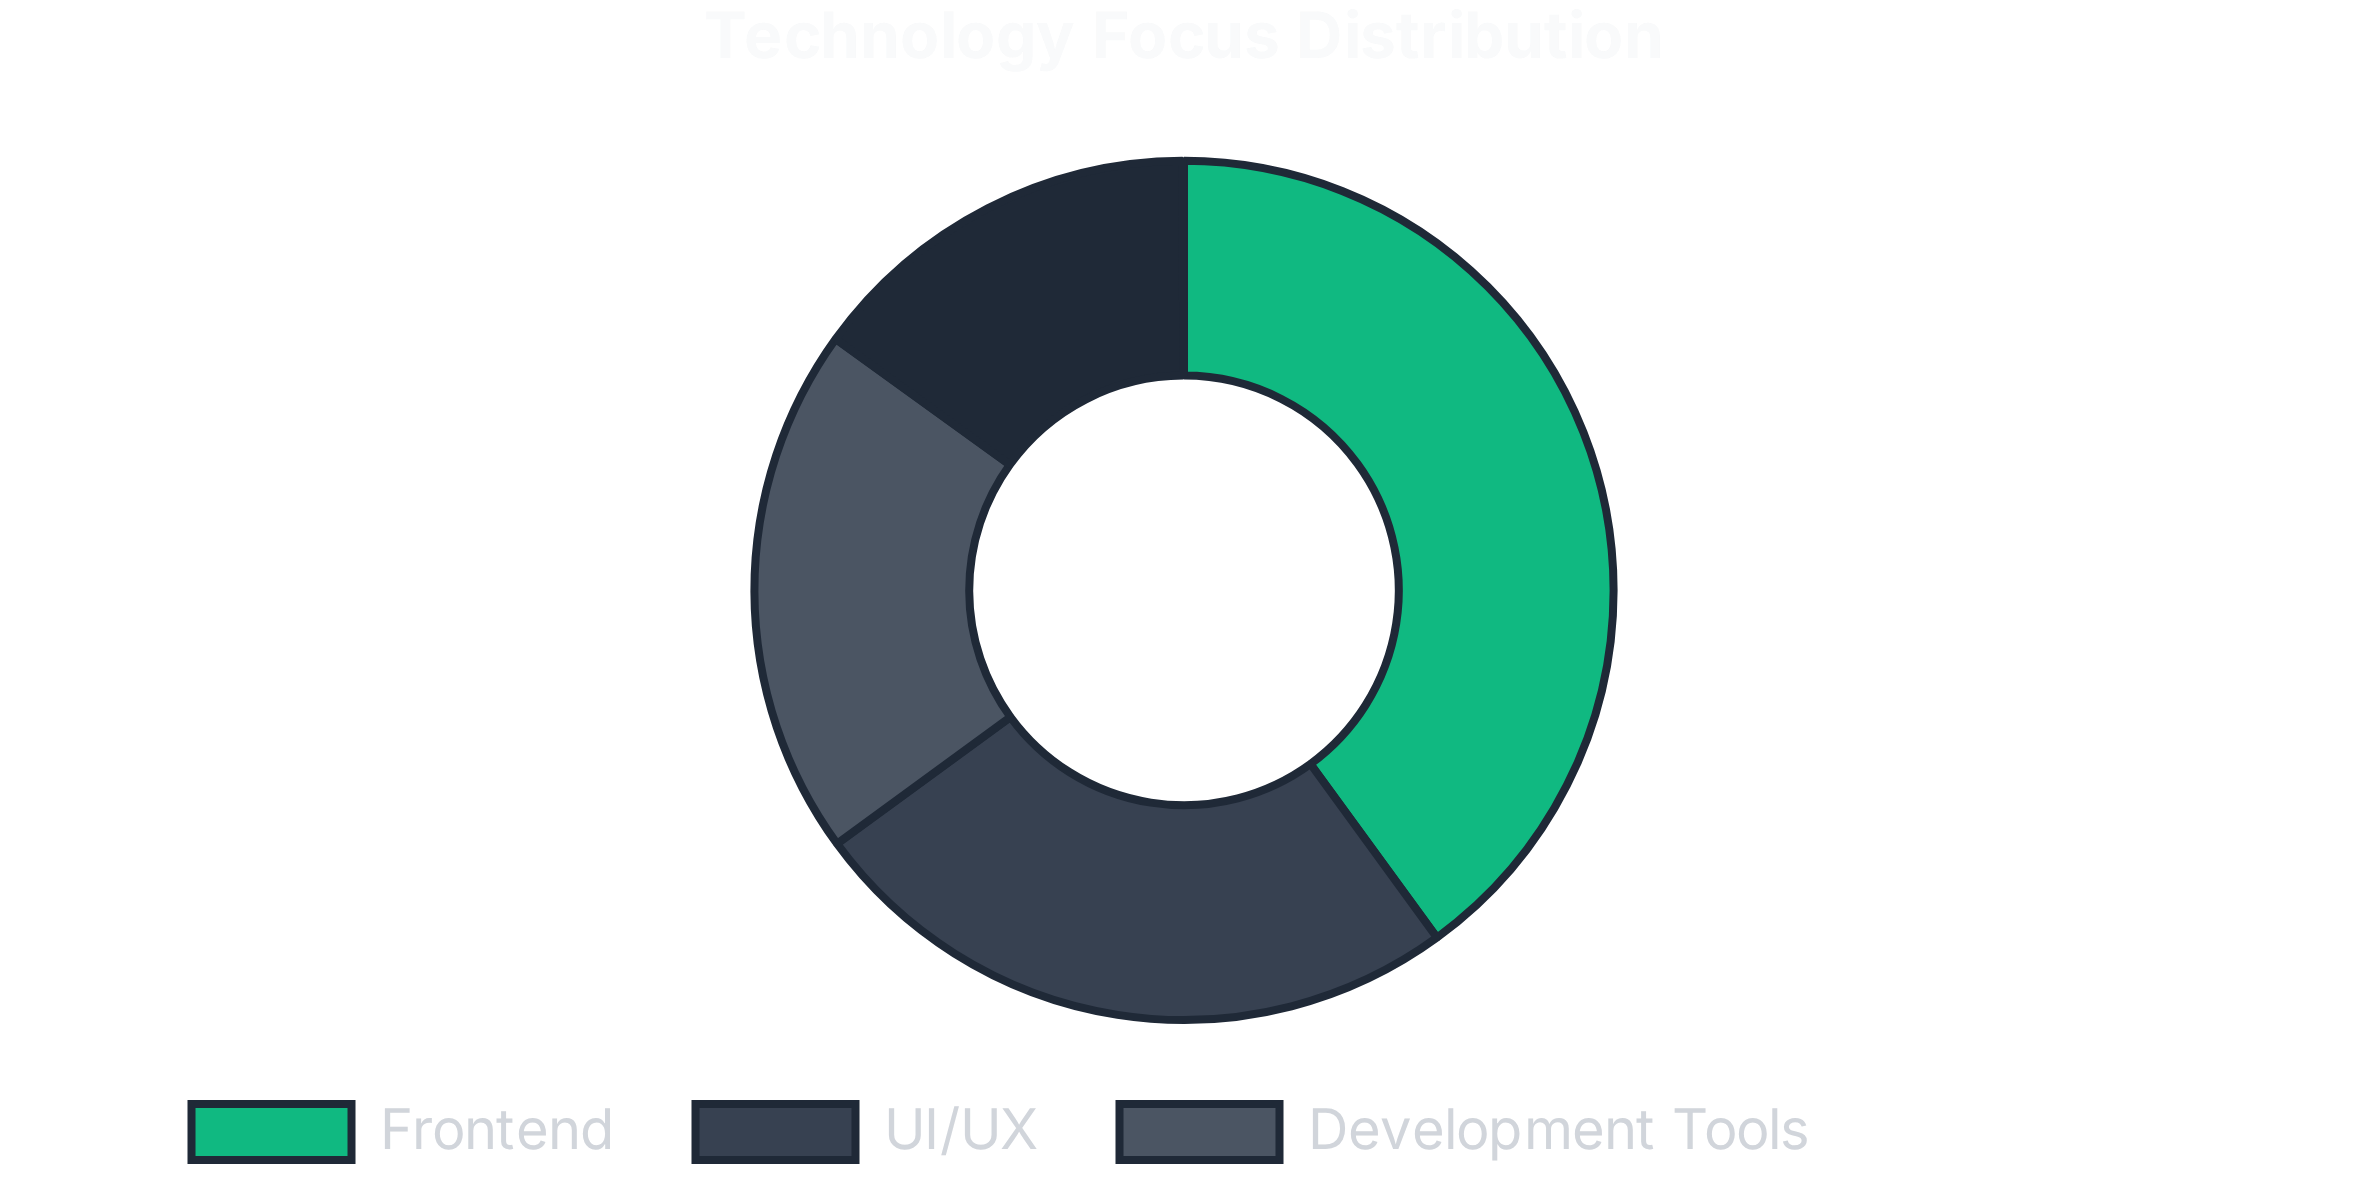 Technology Focus Distribution
Frontend
UI/UX
Development Tools